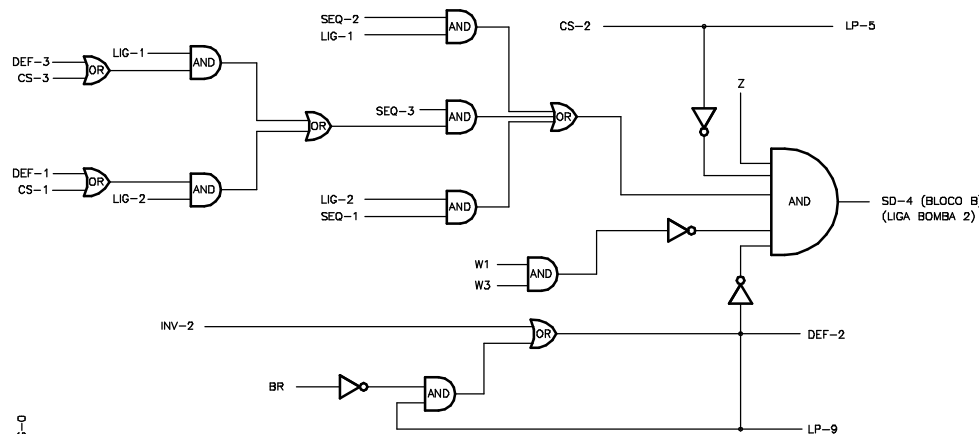 SEQ-2
LIG-1
AND
CS-2
LP-5
DEF-3
CS-3
OR
LIG-1
AND
Z
SEQ-3
AND
OR
OR
DEF-1
CS-1
OR
LIG-2
AND
LIG-2
SEQ-1
AND
AND
SD-4 (BLOCO B)
(LIGA BOMBA 2)
W1
W3
AND
INV-2
OR
DEF-2
BR
AND
LP-9